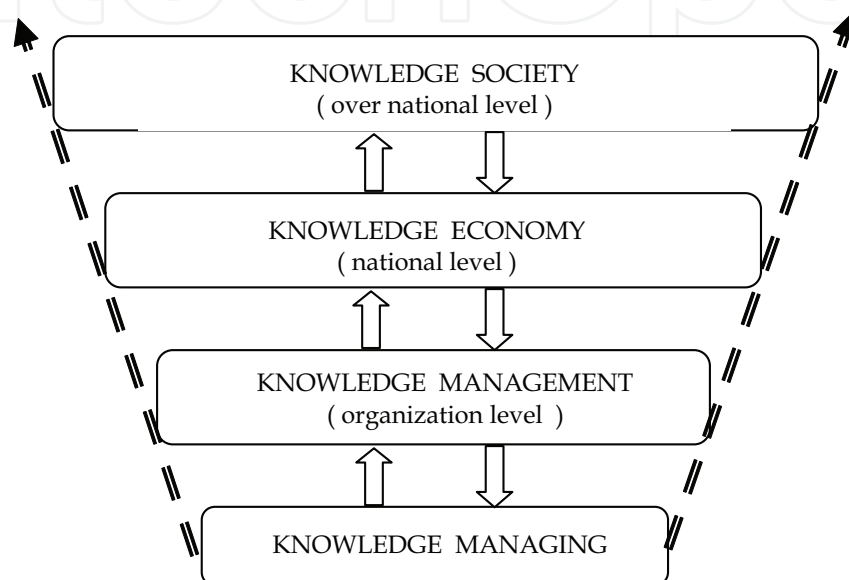 KNOWLEDGE SOCIETY
( over national level )
KNOWLEDGE ECONOMY
( national level )
KNOWLEDGE MANAGEMENT
( organization level )
KNOWLEDGE MANAGING